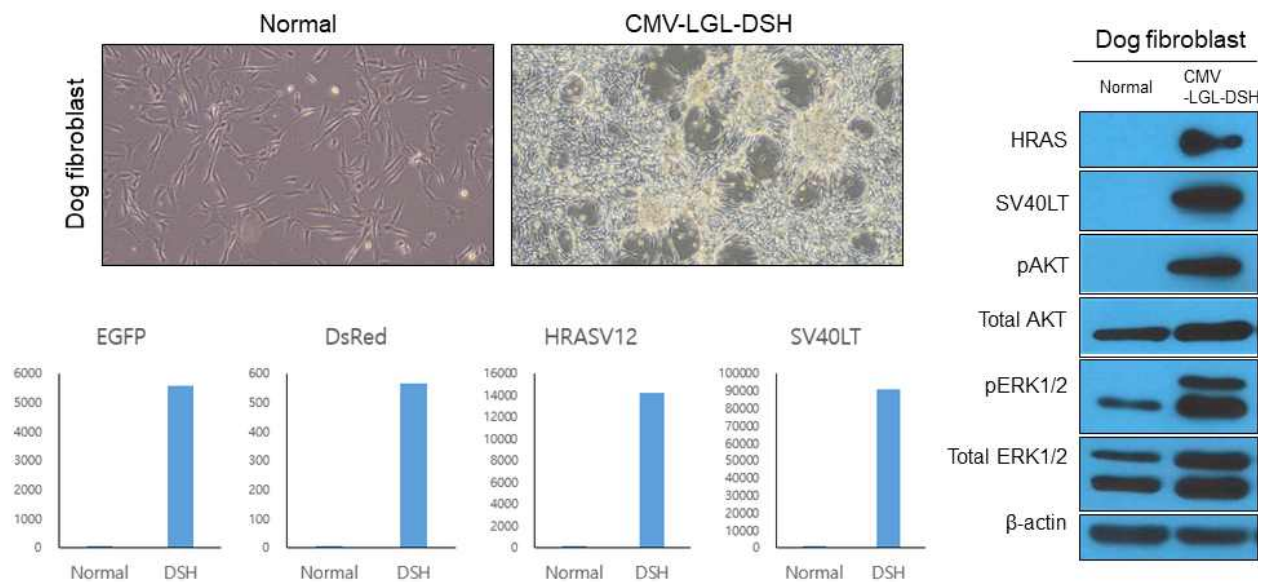 Normal
CMV-LGL-DSH
Dog fibroblast
EGFP
6000
5000
4000
3000
2000
1000
0
Normal
DSH
DsRed
600
500
400
300
200
100
0
Normal
DSH
HRASV12
16000
14000
12000
10000
8000
6000
4000
2000
0
Normal
DSH
SV40LT
100000
90000
80000
70000
60000
50000
40000
30000
20000
10000
0
Normal
DSH
Dog fibroblast
Normal
CMV
-LGL-DSH
HRAS
SV40LT
pAKT
Total AKT
pERK1/2
Total ERK1/2
β-actin